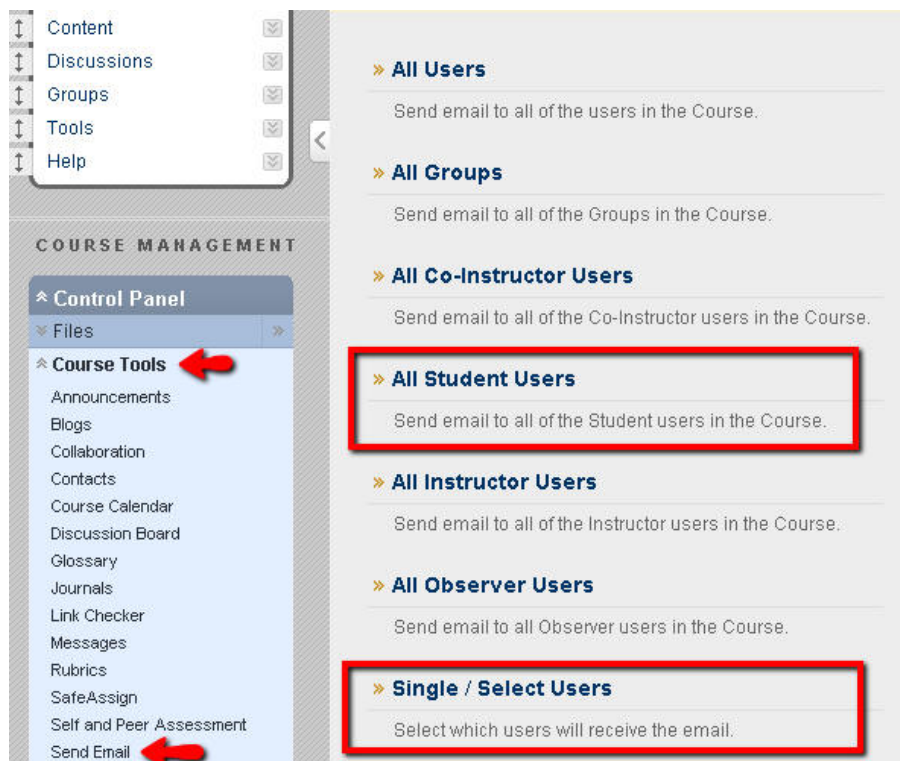 Content
Discussions
Groups
Tools
Help
COURSE MANAGEMENT
Control Panel
Files
Course Tools
Announcements
Blogs
Collaboration
Contacts
Course Calendar
Discussion Board
Glossary
Journals
Link Checker
Messages
Rubrics
SafeAssign
Self and Peer Assessment
Send Email
» All Users
Send email to all of the users in the Course.
» All Groups
Send email to all of the Groups in the Course.
» All Co-Instructor Users
Send email to all of the Co-Instructor users in the Course.
» All Student Users
Send email to all of the Student users in the Course.
» All Instructor Users
Send email to all of the Instructor users in the Course.
» All Observer Users
Send email to all Observer users in the Course.
» Single / Select Users
Select which users will receive the email.